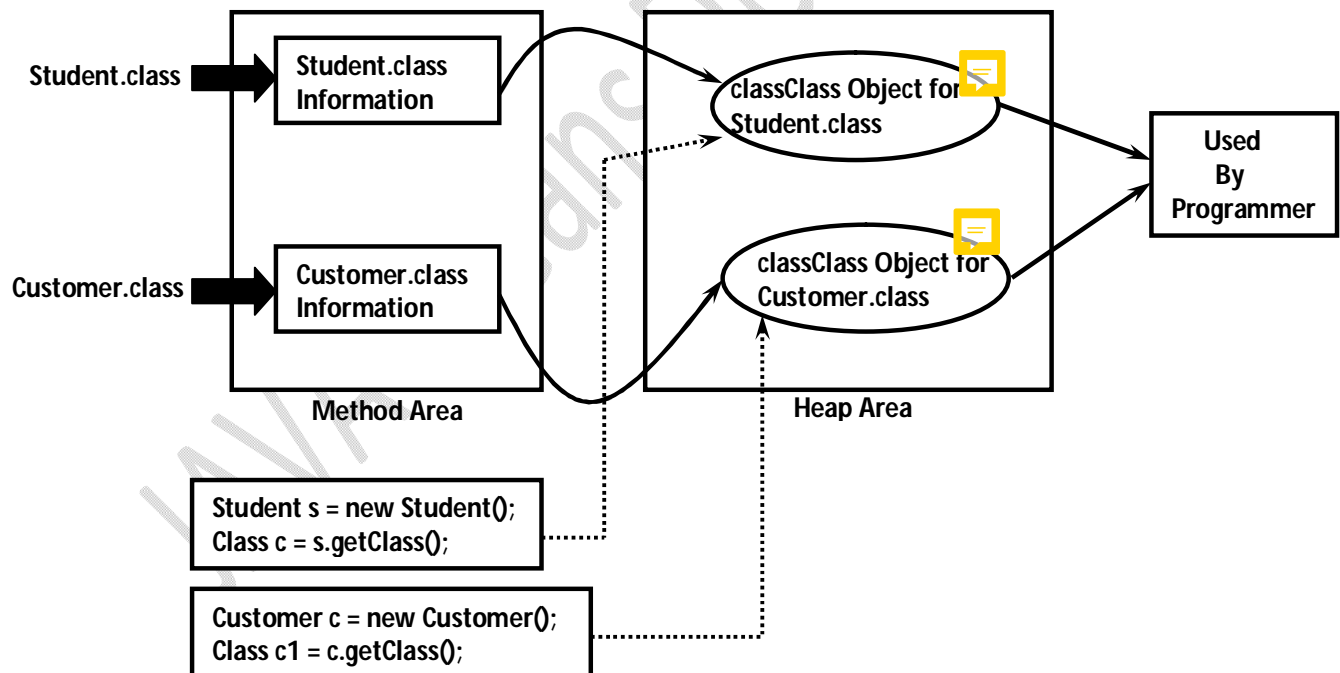 Student.class
Student.class
Information
classClass Object for
Student.class
Used
By
Programmer
Customer.class
Customer.class
Information
classClass Object for
Customer.class
Method Area
Heap Area
Student s = new Student();
Class c = s.getClass();
Customer c = new Customer();
Class c1 = c.getClass();
JAVA